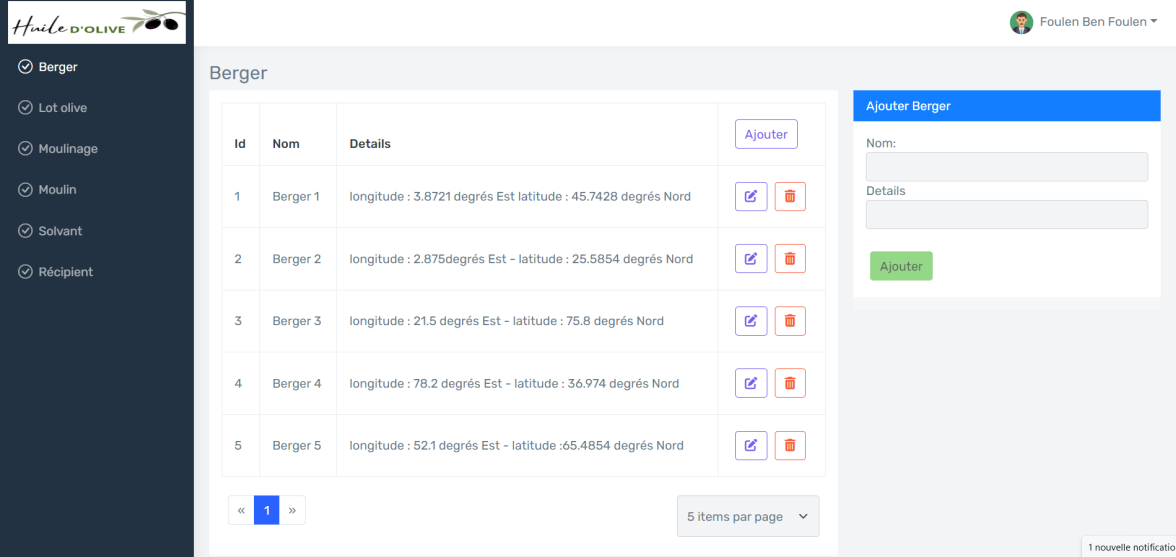 Huile D'OLIVE
Foulen Ben Foulen
Berger
Lot olive
Moulinage
Moulin
Solvant
Récipient
Berger
Id Nom Details Ajouter
1 Berger 1 longitude : 3.8721 degrés Est latitude : 45.7428 degrés Nord
2 Berger 2 longitude : 2.875degrés Est - latitude : 25.5854 degrés Nord
3 Berger 3 longitude : 21.5 degrés Est - latitude : 75.8 degrés Nord
4 Berger 4 longitude : 78.2 degrés Est - latitude : 36.974 degrés Nord
5 Berger 5 longitude : 52.1 degrés Est - latitude :65.4854 degrés Nord
« 1 »
5 items par page
Ajouter Berger
Nom:
Details
Ajouter
1 nouvelle notificatio